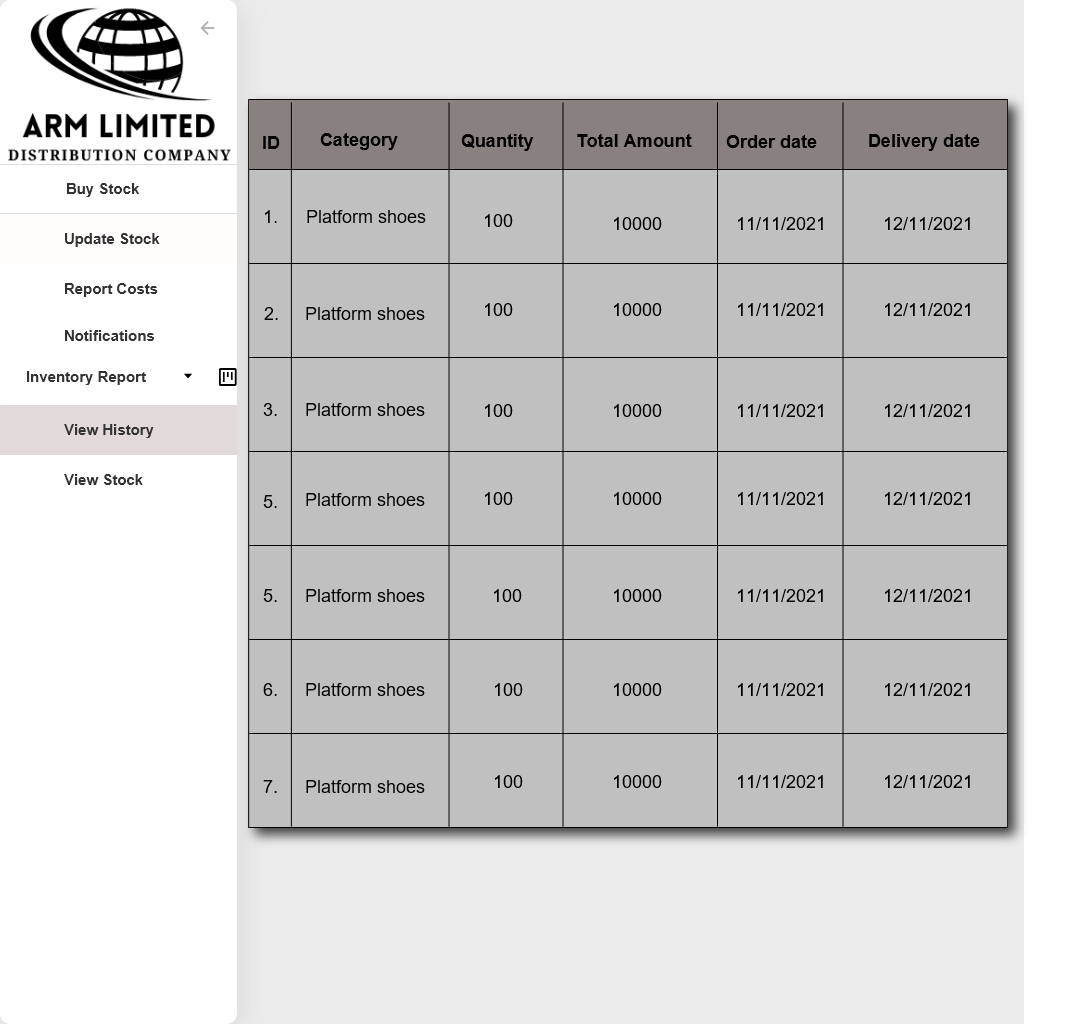 ARM LIMITED
DISTRIBUTION COMPANY
Buy Stock
Update Stock
Report Costs
Notifications
Inventory Report
View History
View Stock
ID Category Quantity Total Amount Order date Delivery date
1. Platform shoes 100 10000 11/11/2021 12/11/2021
2. Platform shoes 100 10000 11/11/2021 12/11/2021
3. Platform shoes 100 10000 11/11/2021 12/11/2021
5. Platform shoes 100 10000 11/11/2021 12/11/2021
5. Platform shoes 100 10000 11/11/2021 12/11/2021
6. Platform shoes 100 10000 11/11/2021 12/11/2021
7. Platform shoes 100 10000 11/11/2021 12/11/2021